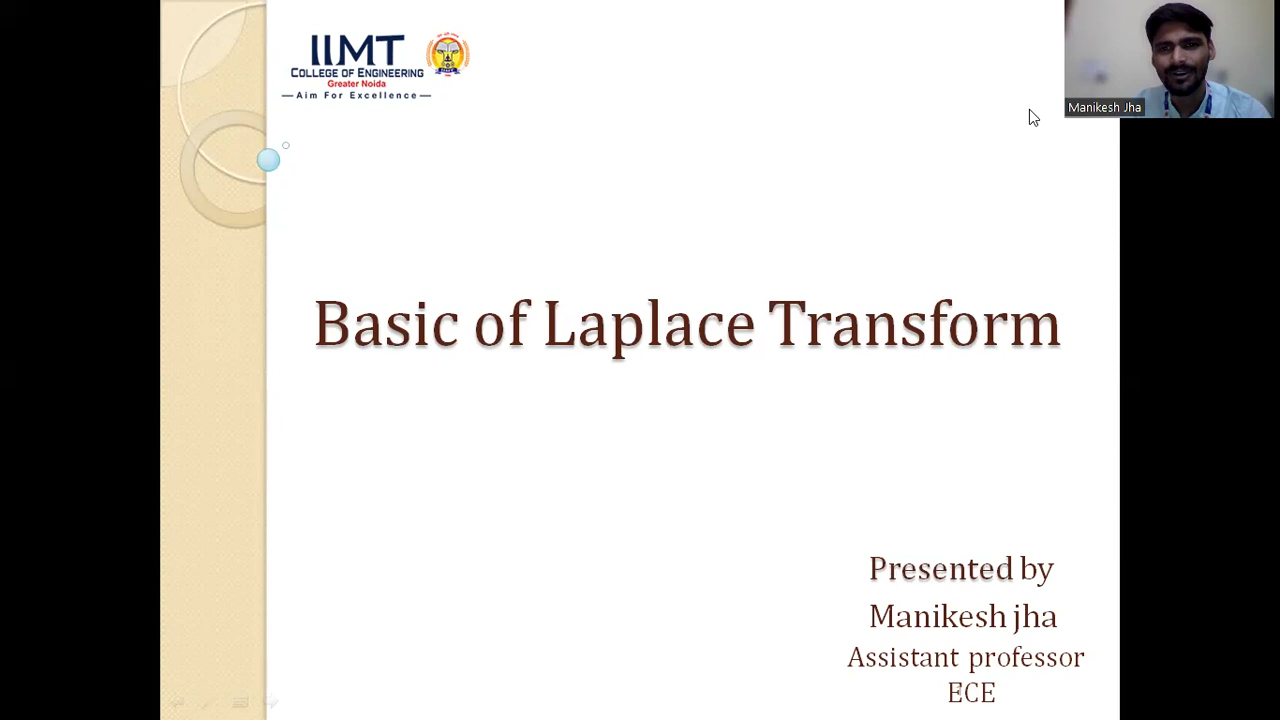 IIMT
COLLEGE OF ENGINEERING
Greater Noida
Aim For Excellence
Manikesh Jha
Basic of Laplace Transform
Presented by
Manikesh jha
Assistant professor
ECE